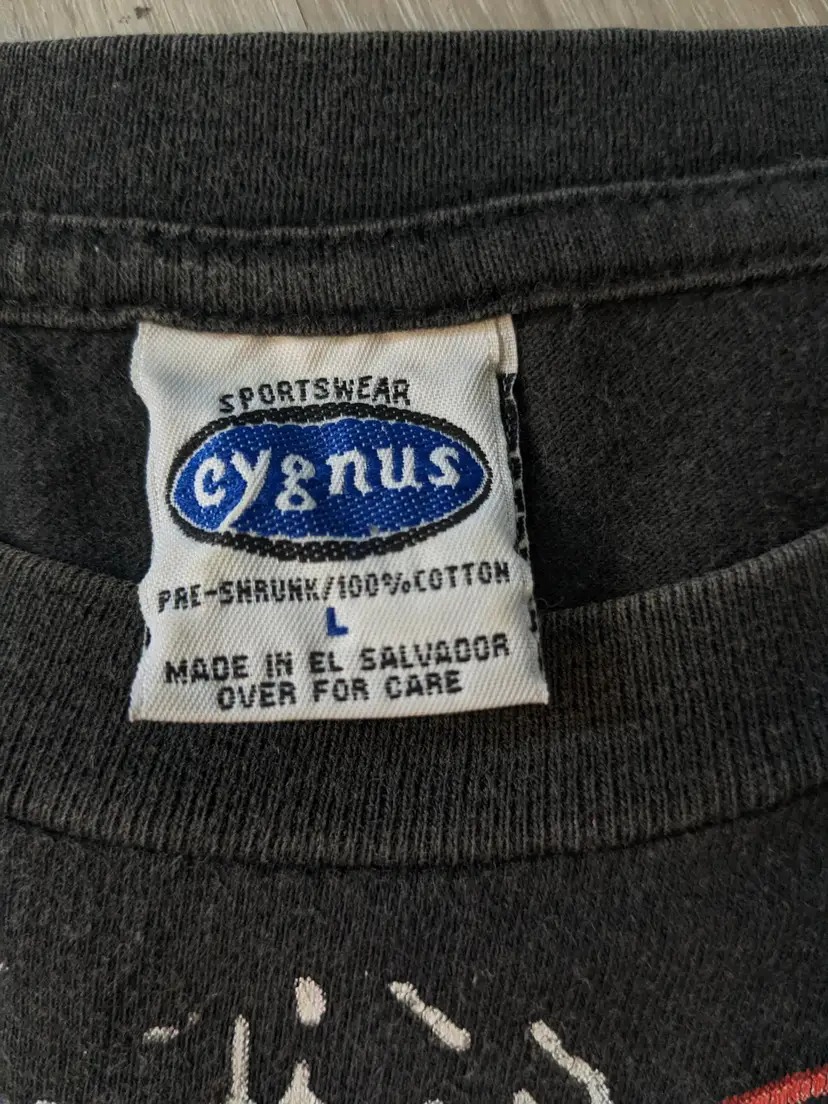 SPORTSWEAR
cygnus
PRE-SHRUNK/100%COTTON
L
MADE IN EL SALVADOR
OVER FOR CARE